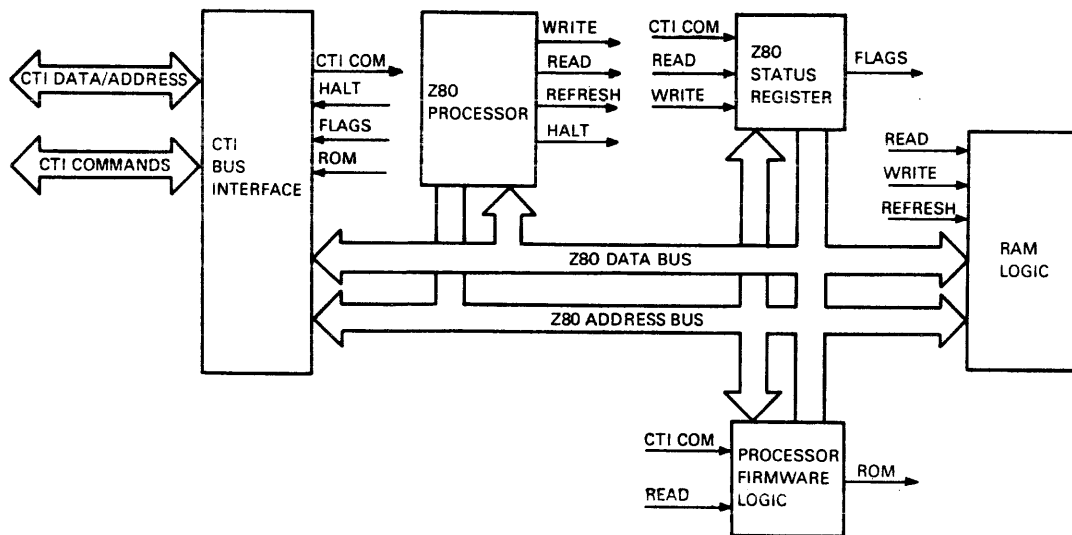 CTI DATA/ADDRESS
CTI COMMANDS
CTI
BUS
INTERFACE
CTI COM
HALT
FLAGS
ROM
Z80
PROCESSOR
WRITE
READ
REFRESH
HALT
CTI COM
READ
WRITE
Z80
STATUS
REGISTER
FLAGS
READ
WRITE
REFRESH
RAM
LOGIC
Z80 DATA BUS
Z80 ADDRESS BUS
CTI COM
READ
PROCESSOR
FIRMWARE
LOGIC
ROM